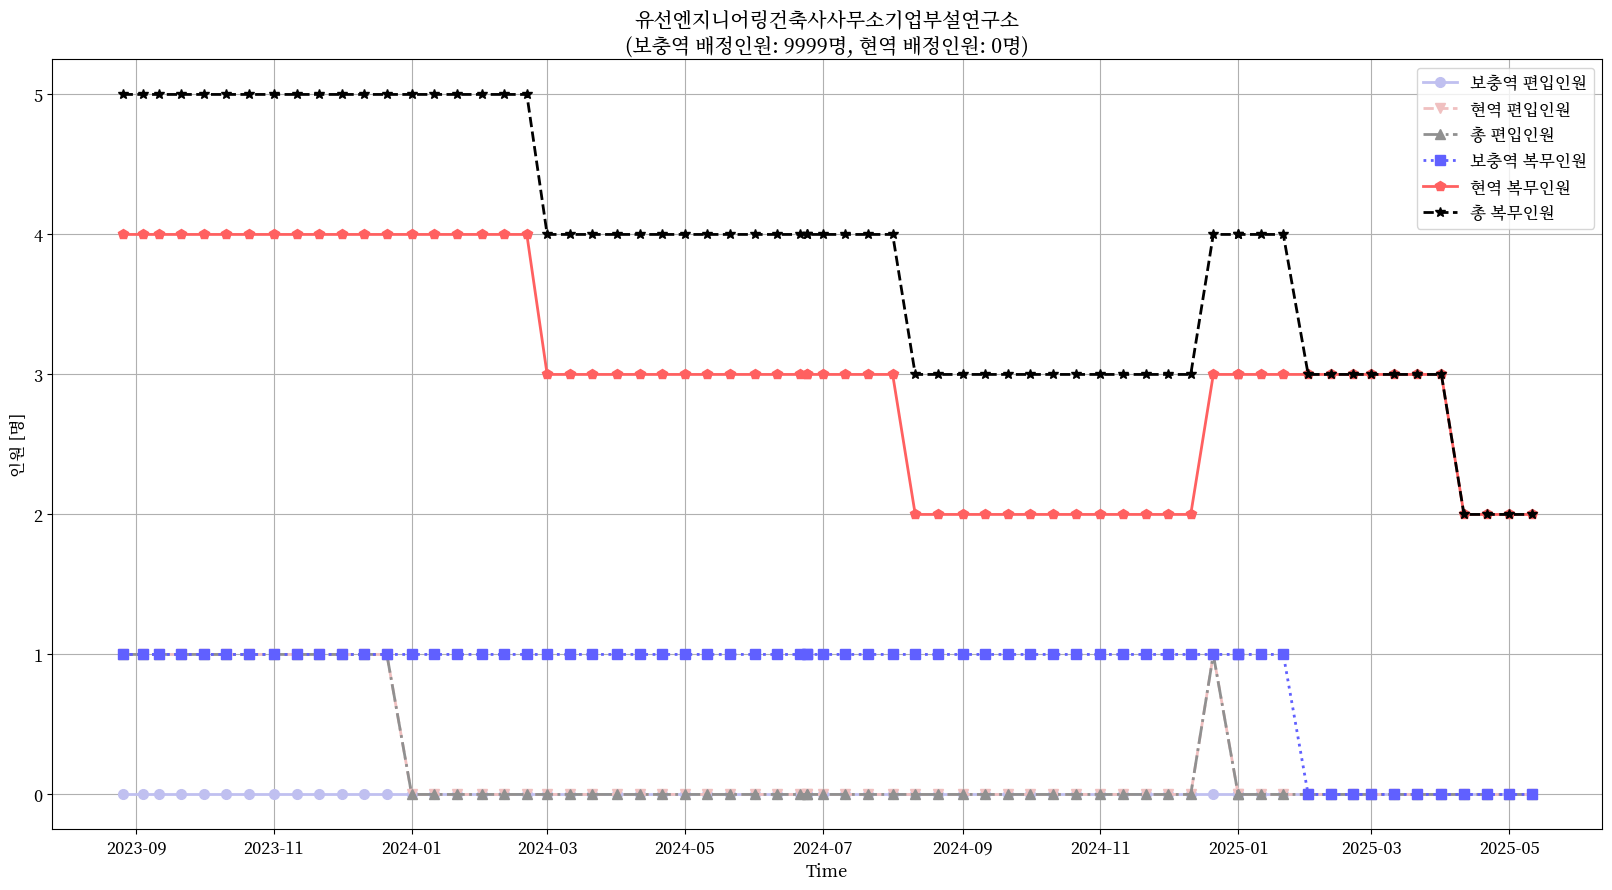 유선엔지니어링건축사사무소기업부설연구소
(보충역 배정인원: 9999명, 현역 배정인원: 0명)
보충역 편입인원
현역 편입인원
총 편입인원
보충역 복무인원
현역 복무인원
총 복무인원
인원 [명]
5
4
3
2
1
0
2023-09
2023-11
2024-01
2024-03
2024-05
2024-07
2024-09
2024-11
2025-01
2025-03
2025-05
Time